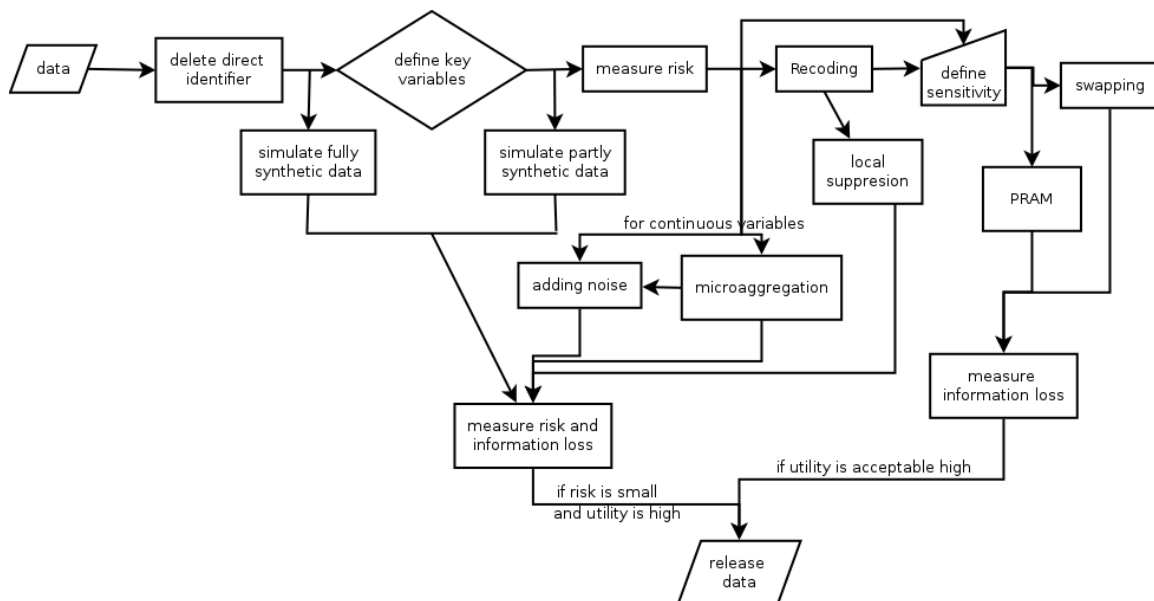 data
delete direct
identifier
define key
variables
measure risk
Recoding
define
sensitivity
swapping
simulate fully
synthetic data
simulate partly
synthetic data
local
suppresion
PRAM
for continuous variables
adding noise
microaggregation
measure risk and
information loss
measure
information loss
if risk is small
and utility is high
if utility is acceptable high
release
data